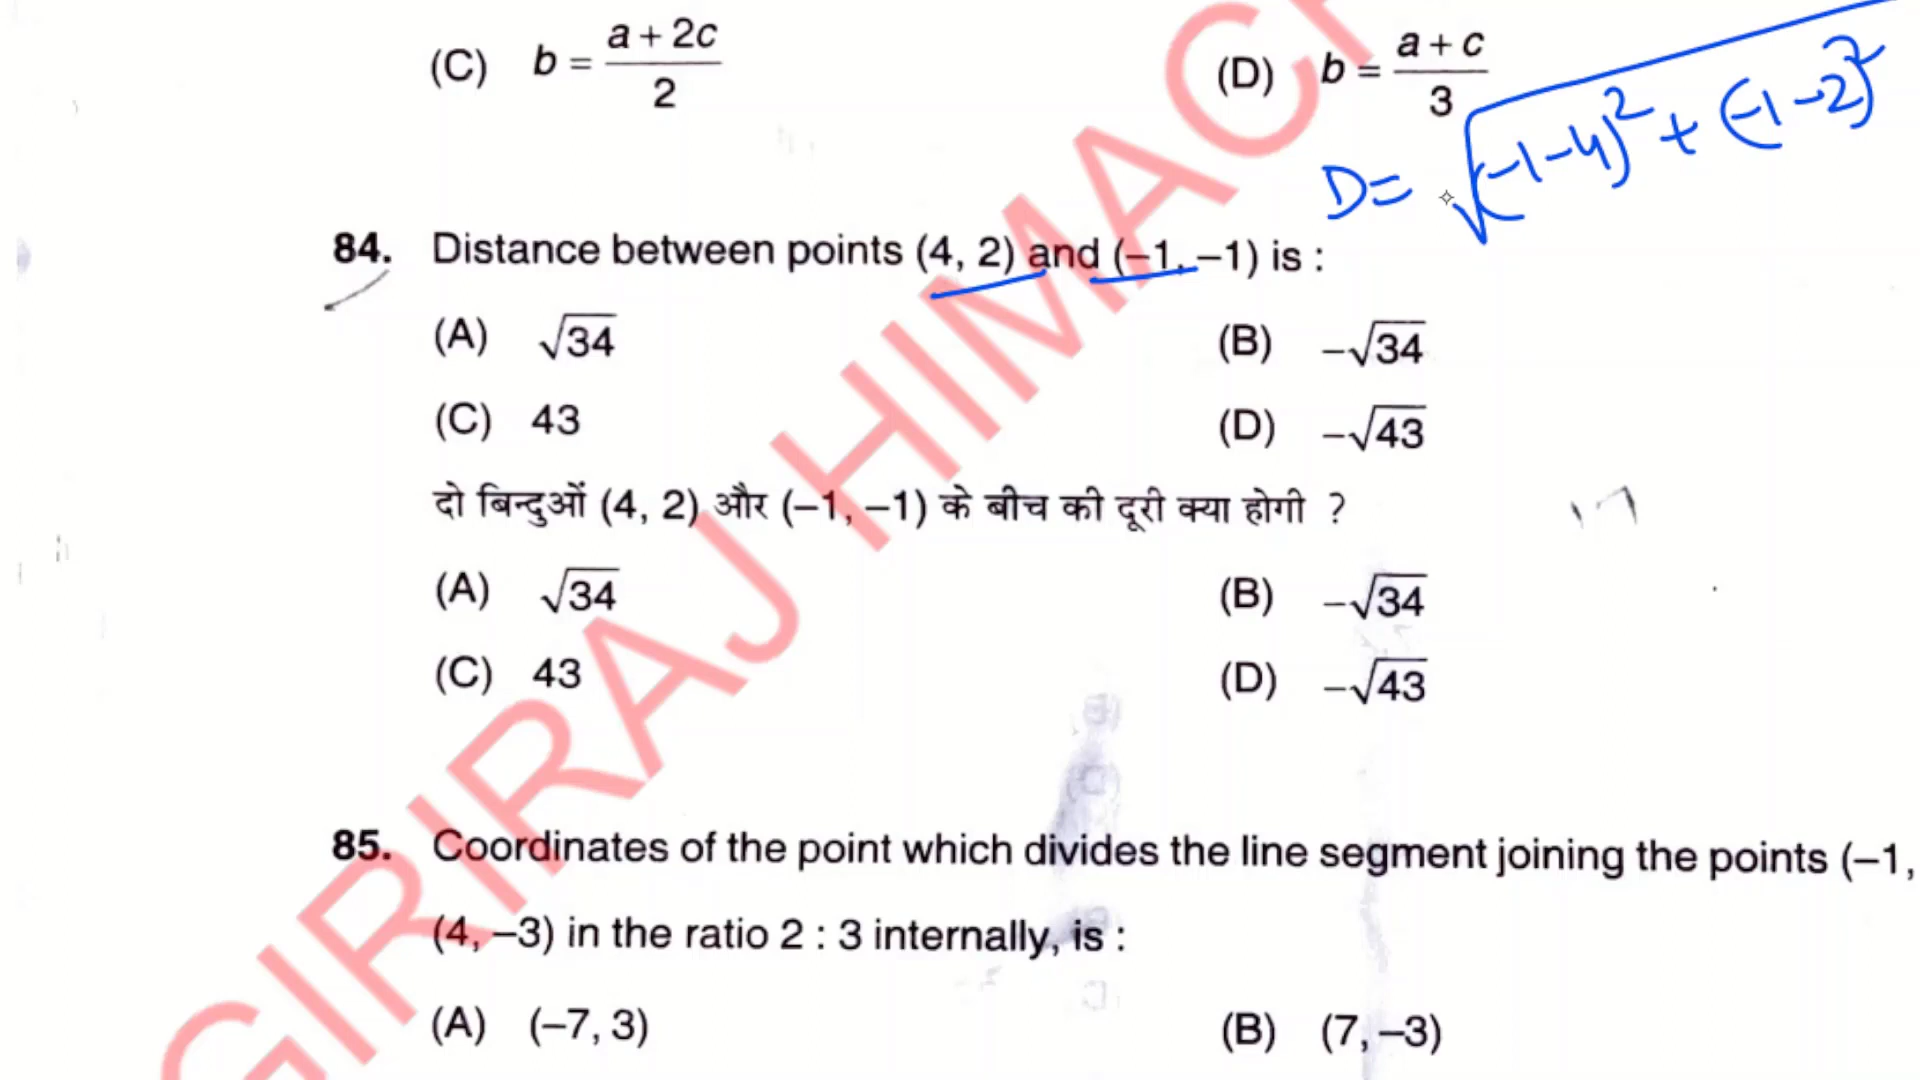 (C) b = a + 2c / 2 (D) b = a + c / 3
D = √(-1-4)² + (-1-2)²
84. Distance between points (4, 2) and (–1, –1) is :
(A) √34 (B) –√34
(C) 43 (D) –√43
दो बिन्दुओं (4, 2) और (–1, –1) के बीच की दूरी क्या होगी ?
(A) √34 (B) –√34
(C) 43 (D) –√43
85. Coordinates of the point which divides the line segment joining the points (–1,
(4, –3) in the ratio 2 : 3 internally, is :
(A) (–7, 3) (B) (7, –3)
GIRIRAJ HIMAC